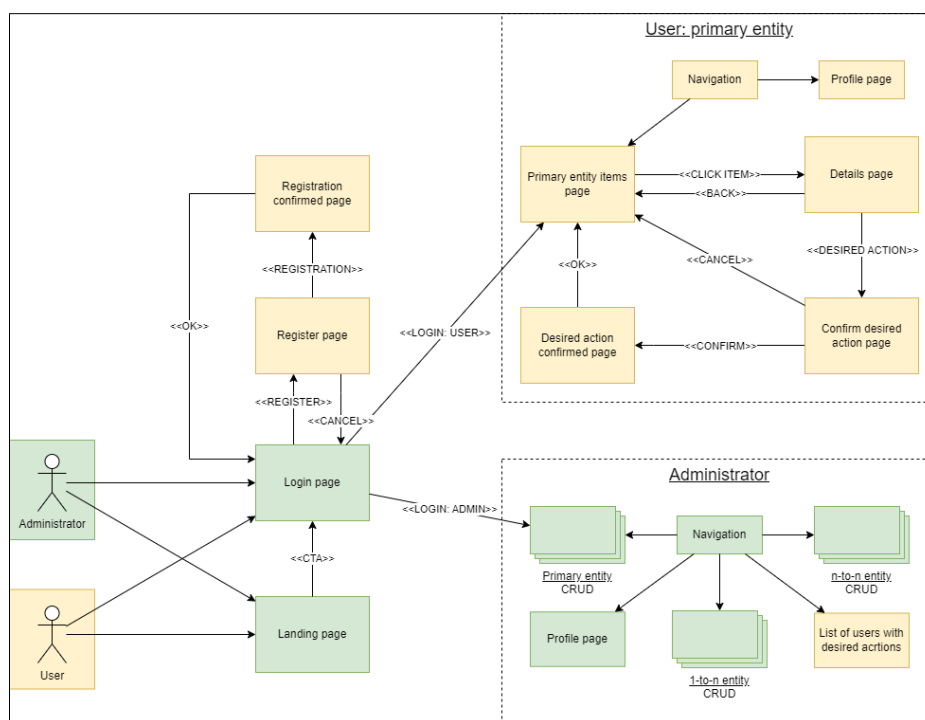 User: primary entity
Navigation
Profile page
Registration
confirmed page
Primary entity items
page
<<CLICK ITEM>>
<<BACK>>
Details page
<<REGISTRATION>>
<<DESIRED ACTION>>
<<CANCEL>>
<<OK>>
<<OK>>
Register page
<<LOGIN: USER>>
Desired action
confirmed page
<<CONFIRM>>
Confirm desired
action page
<<REGISTER>>
<<CANCEL>>
Login page
Administrator
<<LOGIN: ADMIN>>
<<CTA>>
Landing page
User
Administrator
Navigation
Primary entity
CRUD
n-to-n entity
CRUD
Profile page
1-to-n entity
CRUD
List of users with
desired acrtions